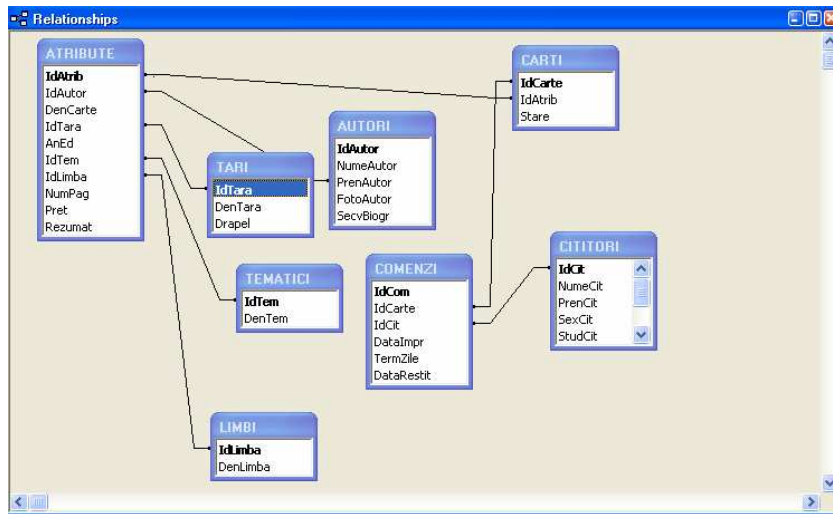 Relationships
ATRIBUTE
IdAtrib
IdAutor
DenCarte
IdTara
AnEd
IdTem
IdLimba
NumPag
Pret
Rezumat
TARI
IdTara
DenTara
Drapel
AUTORI
IdAutor
NumeAutor
PrenAutor
FotoAutor
SecvBiogr
CARTI
IdCarte
IdAtrib
Stare
TEMATICI
IdTem
DenTem
COMENZI
IdCom
IdCarte
IdCit
DataImpr
TermZile
DataRestit
CITITORI
IdCit
NumeCit
PrenCit
SexCit
StudCit
LIMBI
IdLimba
DenLimba